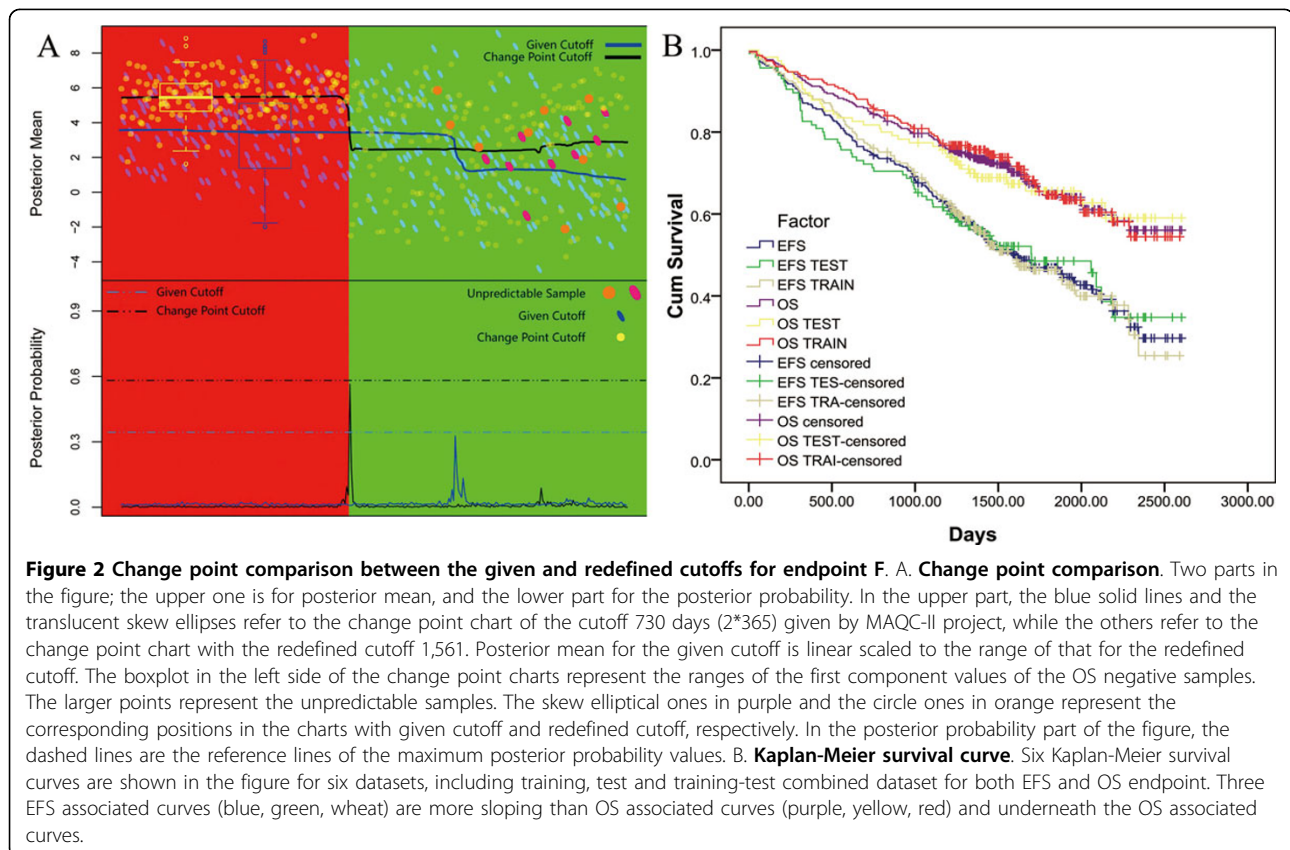 A
Given Cutoff
Change Point Cutoff
Posterior Mean
8
6
4
2
0
−2
−4
Given Cutoff
Change Point Cutoff
Unpredictable Sample
Given Cutoff
Change Point Cutoff
Posterior Probability
0.9
0.6
0.3
0.0
B
Cum Survival
1.0
0.8
0.6
0.4
0.2
0.0
Factor
EFS
EFS TEST
EFS TRAIN
OS
OS TEST
OS TRAIN
EFS censored
EFS TES-censored
EFS TRA-censored
OS censored
OS TEST-censored
OS TRAI-censored
0.00 500.00 1000.00 1500.00 2000.00 2500.00 3000.00
Days
Figure 2 Change point comparison between the given and redefined cutoffs for endpoint F. A. Change point comparison. Two parts in
the figure; the upper one is for posterior mean, and the lower part for the posterior probability. In the upper part, the blue solid lines and the
translucent skew ellipses refer to the change point chart of the cutoff 730 days (2*365) given by MAQC-II project, while the others refer to the
change point chart with the redefined cutoff 1,561. Posterior mean for the given cutoff is linear scaled to the range of that for the redefined
cutoff. The boxplot in the left side of the change point charts represent the ranges of the first component values of the OS negative samples.
The larger points represent the unpredictable samples. The skew elliptical ones in purple and the circle ones in orange represent the
corresponding positions in the charts with given cutoff and redefined cutoff, respectively. In the posterior probability part of the figure, the
dashed lines are the reference lines of the maximum posterior probability values. B. Kaplan-Meier survival curve. Six Kaplan-Meier survival
curves are shown in the figure for six datasets, including training, test and training-test combined dataset for both EFS and OS endpoint. Three
EFS associated curves (blue, green, wheat) are more sloping than OS associated curves (purple, yellow, red) and underneath the OS associated
curves.